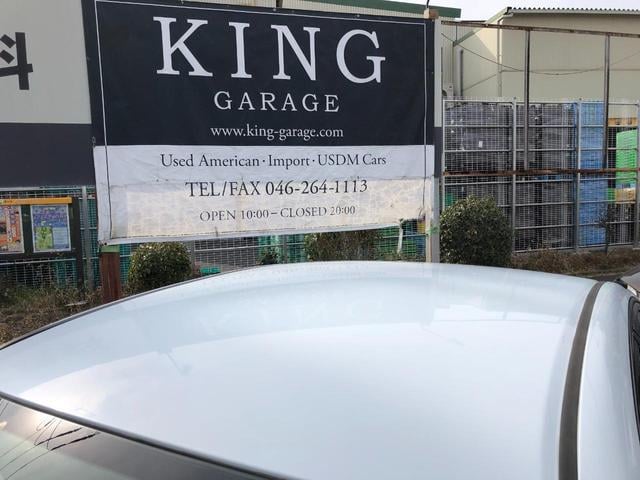 KING
GARAGE
www.king-garage.com
Used American · Import · USDM Cars
TEL/FAX 046-264-1113
OPEN 10:00 – CLOSED 20:00